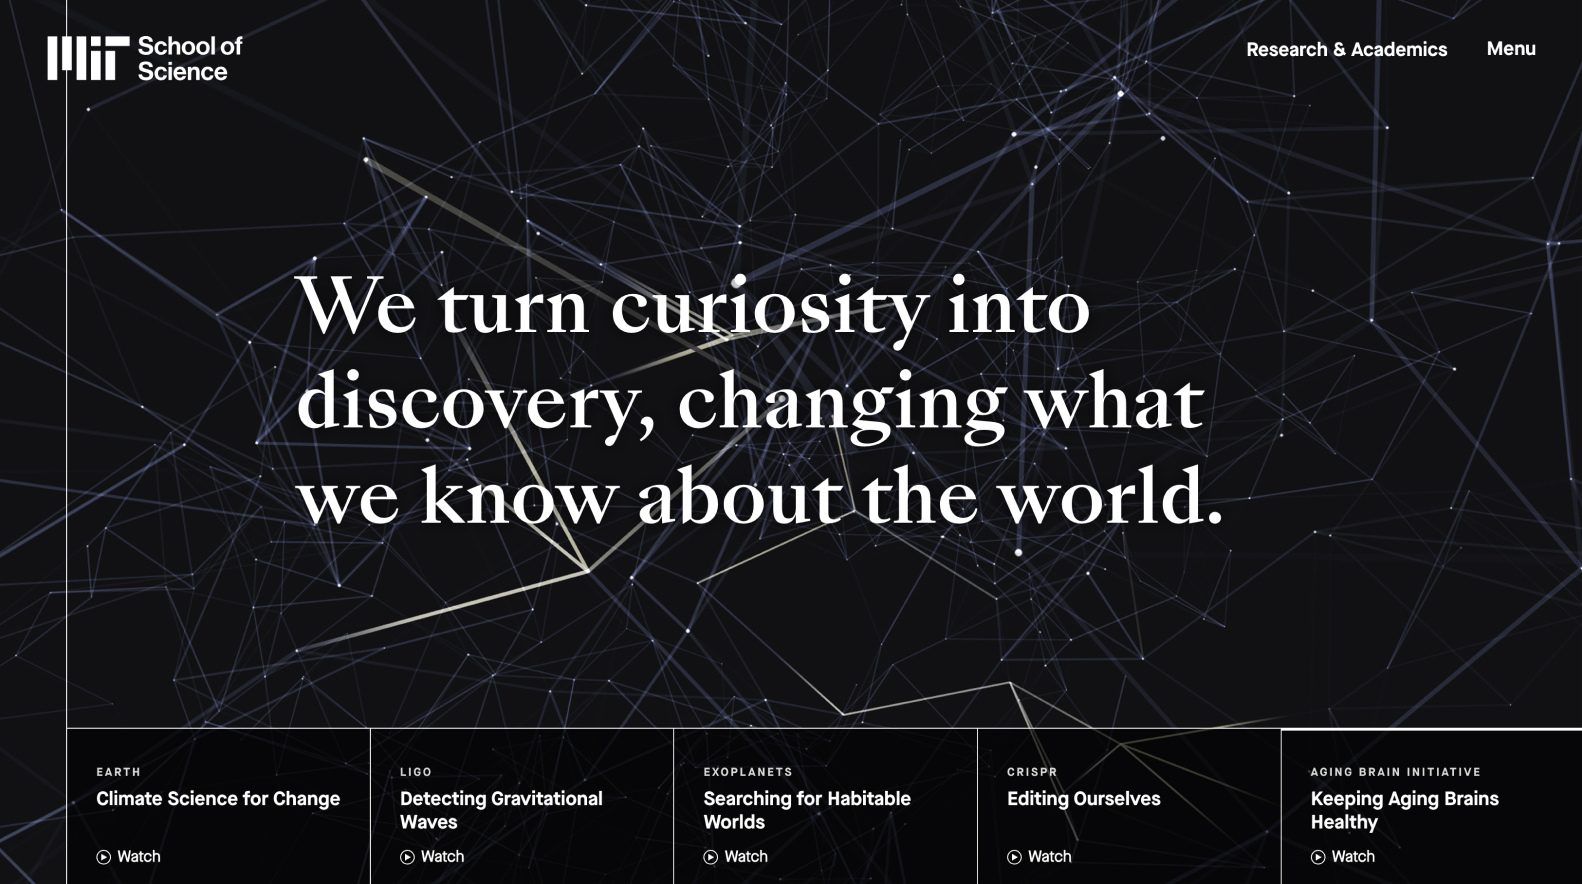 MIT School of
Science
Research & Academics
Menu
We turn curiosity into
discovery, changing what
we know about the world.
EARTH
Climate Science for Change
Watch
LIGO
Detecting Gravitational
Waves
Watch
EXOPLANETS
Searching for Habitable
Worlds
Watch
CRISPR
Editing Ourselves
Watch
AGING BRAIN INITIATIVE
Keeping Aging Brains
Healthy
Watch